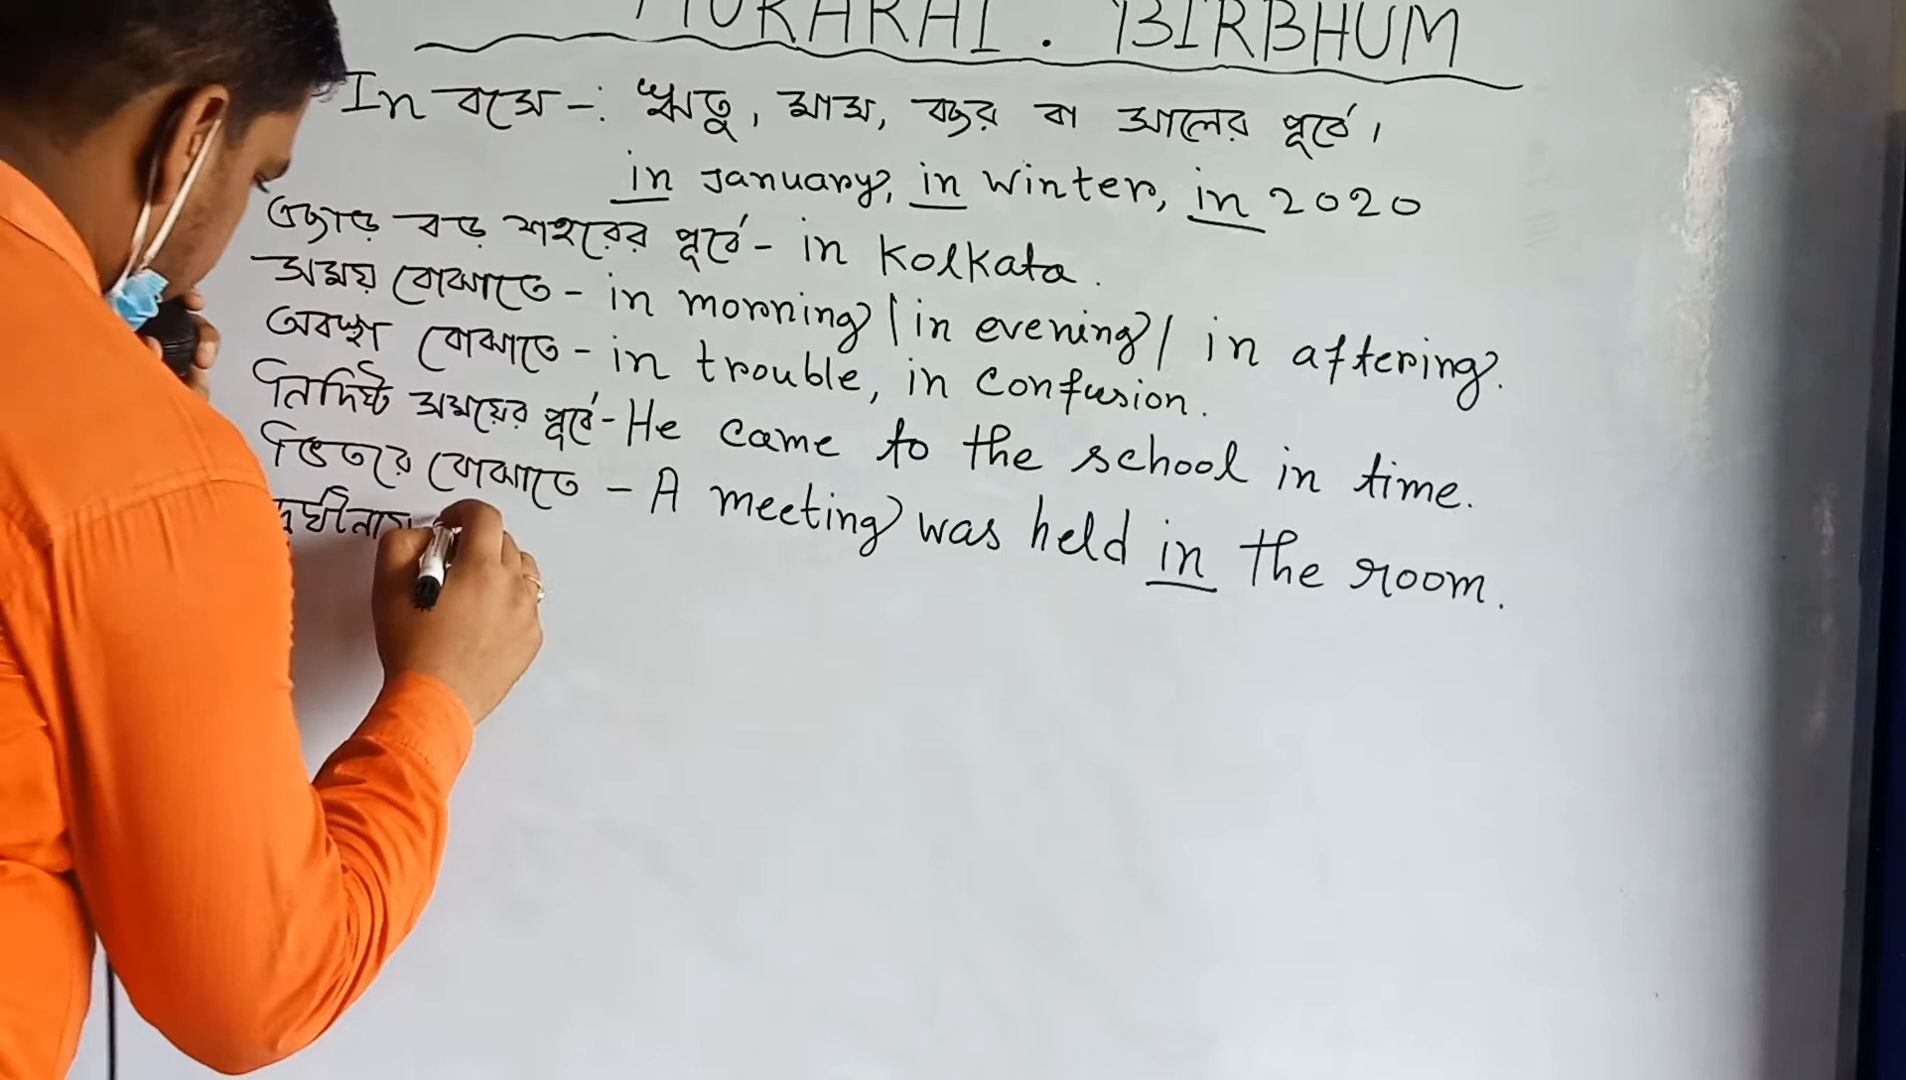 MURARAI . BIRBHUM
In বসে -: ঋতু, মাস, বছর বা সালের পূর্বে।
in January, in winter, in 2020
এছাড়া বড় শহরের পূর্বে - in Kolkata.
সময় বোঝাতে - in morning | in evening | in aftering.
অবস্থা বোঝাতে - in trouble, in confusion.
নির্দিষ্ট সময়ের পূর্বে - He came to the school in time.
ভিতরে বোঝাতে - A meeting was held in the room.